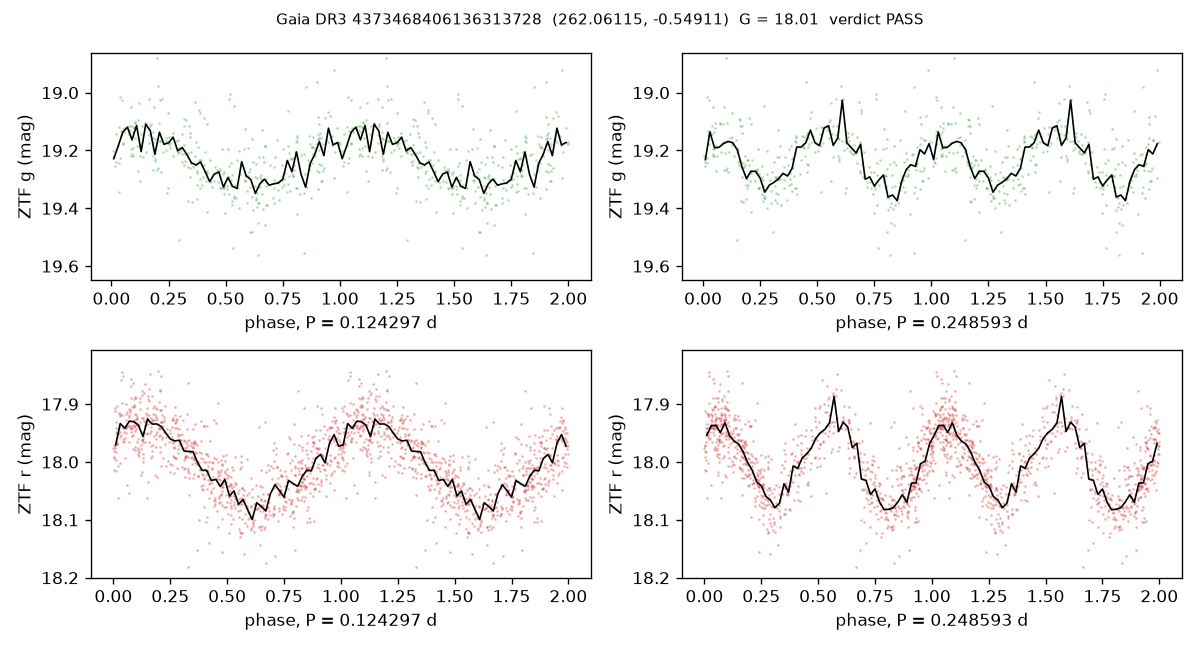 Gaia DR3 4373468406136313728 (262.06115, -0.54911) G = 18.01 verdict PASS
ZTF g (mag)
19.0
19.2
19.4
19.6
0.00 0.25 0.50 0.75 1.00 1.25 1.50 1.75 2.00
phase, P = 0.124297 d
ZTF g (mag)
19.0
19.2
19.4
19.6
0.00 0.25 0.50 0.75 1.00 1.25 1.50 1.75 2.00
phase, P = 0.248593 d
ZTF r (mag)
17.9
18.0
18.1
18.2
0.00 0.25 0.50 0.75 1.00 1.25 1.50 1.75 2.00
phase, P = 0.124297 d
ZTF r (mag)
17.9
18.0
18.1
18.2
0.00 0.25 0.50 0.75 1.00 1.25 1.50 1.75 2.00
phase, P = 0.248593 d